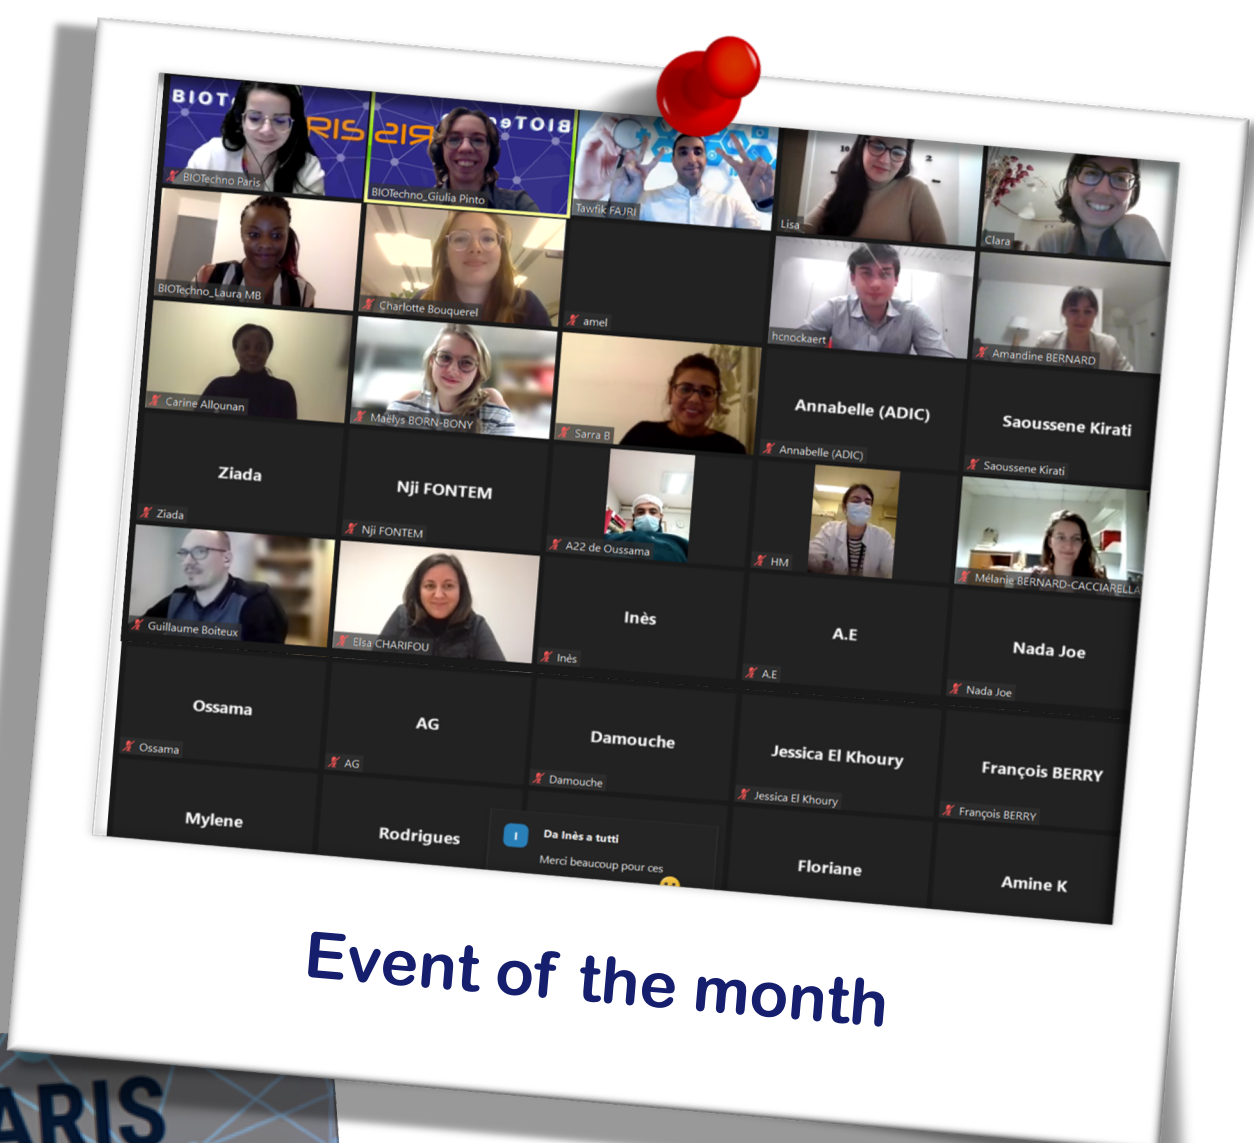 BIOT
RIS
BIOTechno Paris
BIOTechno_Giulia Pinto
Tawfik FAJRI
Lisa
Clara
BIOTechno_Laura MB
Charlotte Bouquerel
amel
hcnockaert
Amandine BERNARD
Carine Allounan
Maëlys BORN-BONY
Sarra B
Annabelle (ADIC)
Annabelle (ADIC)
Saoussene Kirati
Saoussene Kirati
Ziada
Ziada
Nji FONTEM
Nji FONTEM
A22 de Oussama
HM
Mélanie BERNARD-CACCIARELLA
Guillaume Boiteux
Elsa CHARIFOU
Inès
Inès
A.E
A.E
Nada Joe
Nada Joe
Ossama
Ossama
AG
AG
Damouche
Damouche
Jessica El Khoury
Jessica El Khoury
François BERRY
François BERRY
Mylene
Rodrigues
I
Da Inès a tutti
Merci beaucoup pour ces
Floriane
Amine K
Event of the month
ARIS